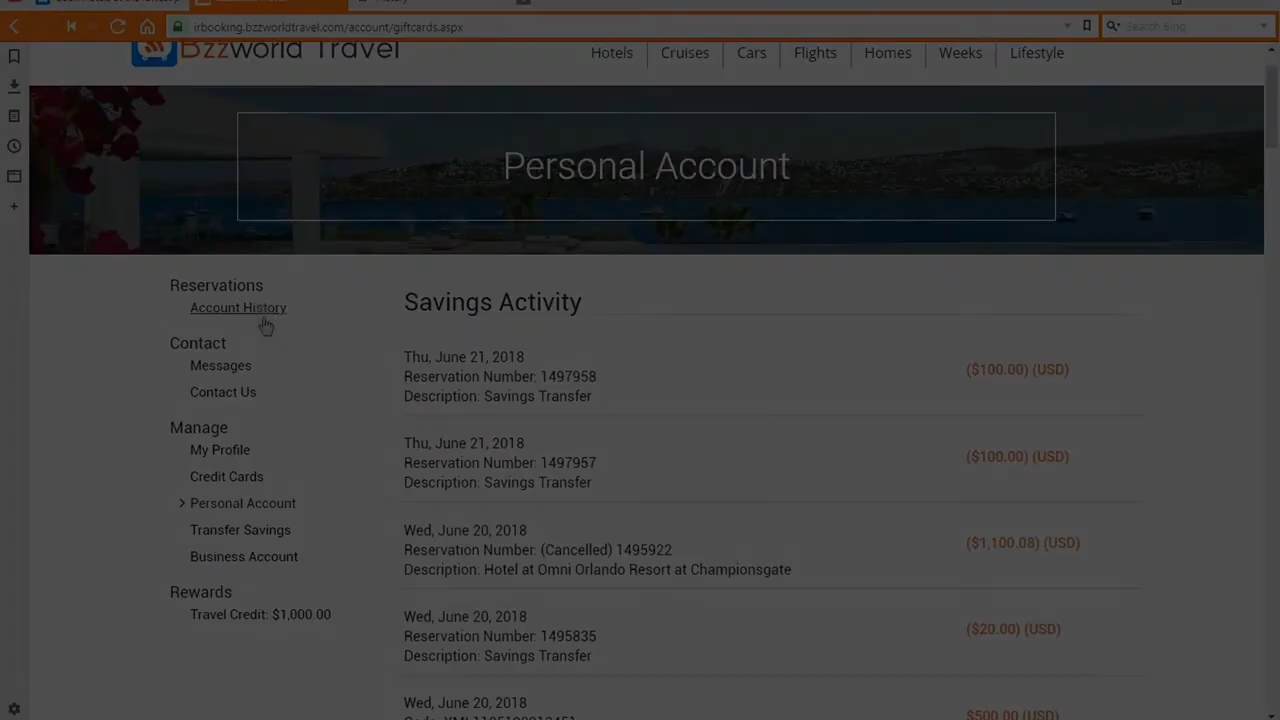 History
irbooking.bzzworldtravel.com/account/giftcards.aspx
Search Bing
Bzzworld Travel
Hotels
Cruises
Cars
Flights
Homes
Weeks
Lifestyle
Personal Account
Reservations
Account History
Contact
Messages
Contact Us
Manage
My Profile
Credit Cards
Personal Account
Transfer Savings
Business Account
Rewards
Travel Credit: $1,000.00
Savings Activity
Thu, June 21, 2018
Reservation Number: 1497958
Description: Savings Transfer
($100.00) (USD)
Thu, June 21, 2018
Reservation Number: 1497957
Description: Savings Transfer
($100.00) (USD)
Wed, June 20, 2018
Reservation Number: (Cancelled) 1495922
Description: Hotel at Omni Orlando Resort at Championsgate
($1,100.08) (USD)
Wed, June 20, 2018
Reservation Number: 1495835
Description: Savings Transfer
($20.00) (USD)
Wed, June 20, 2018
$500.00 (USD)